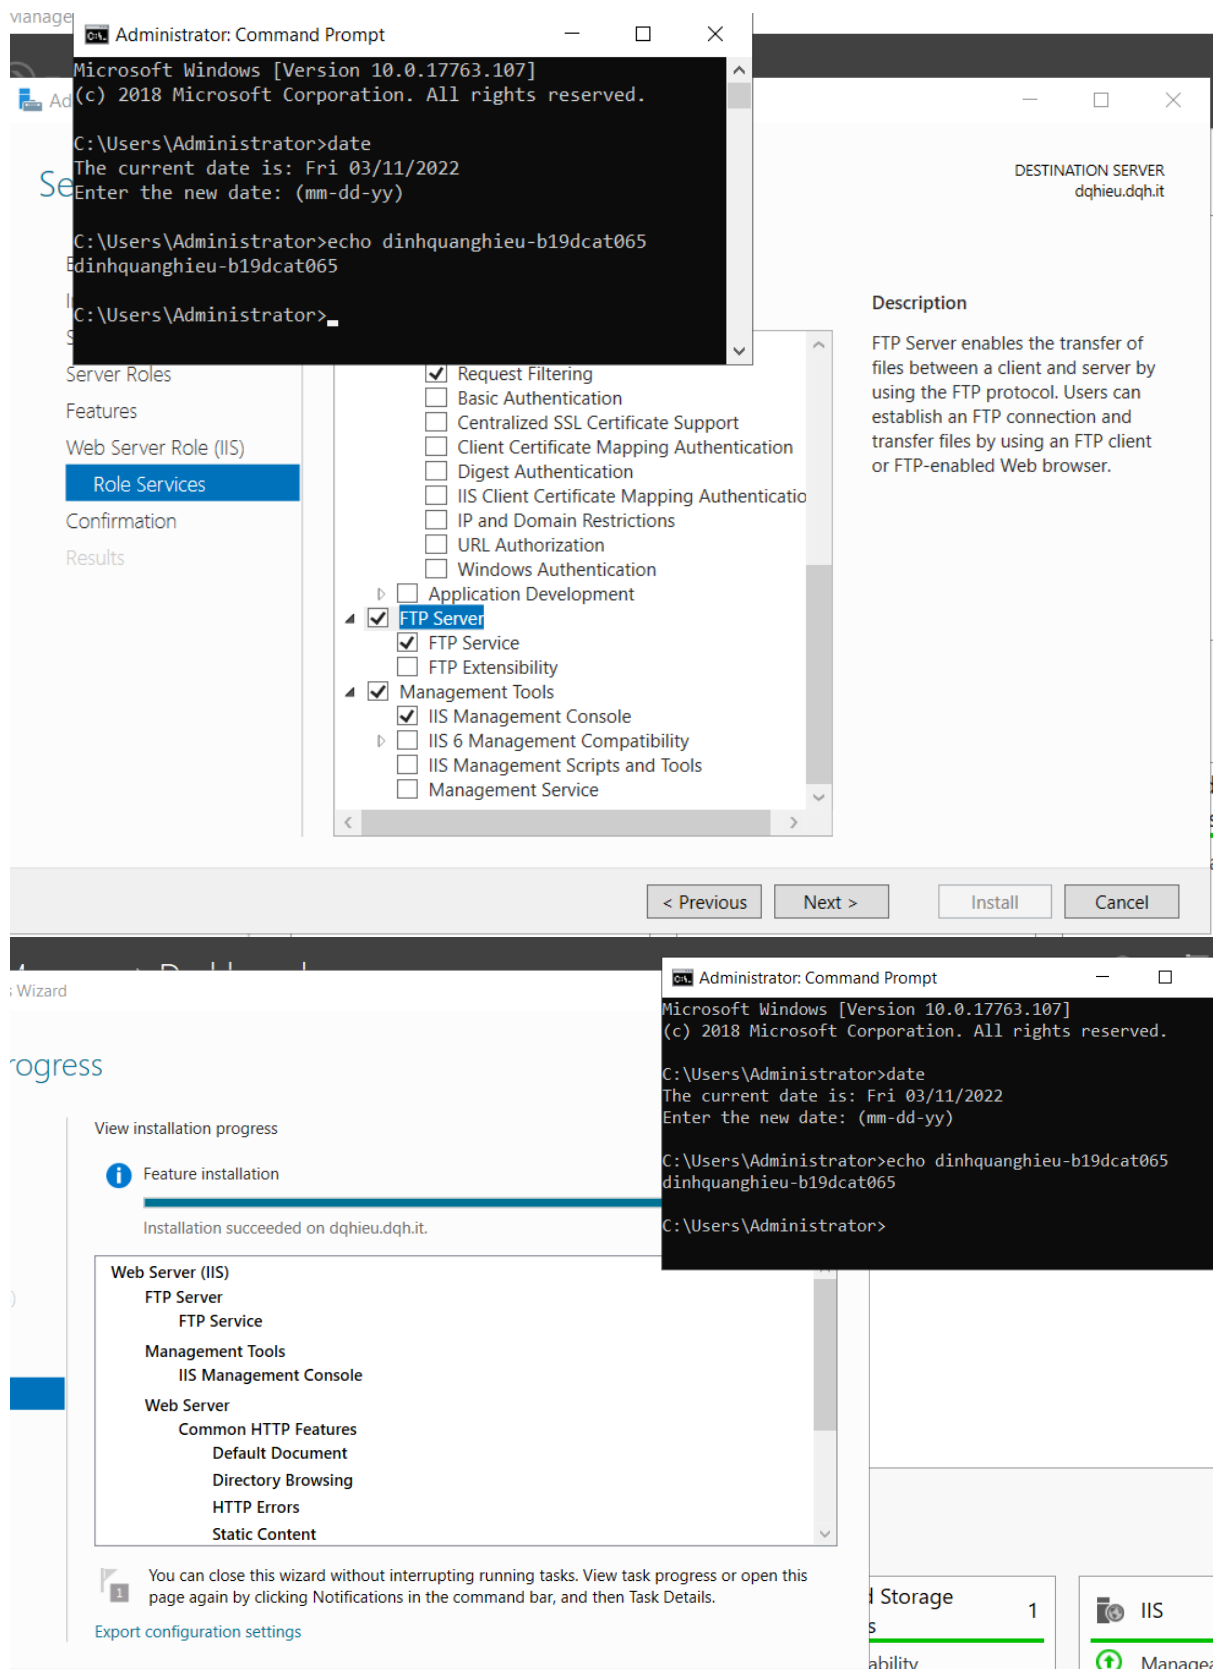 Manage
Administrator: Command Prompt
Microsoft Windows [Version 10.0.17763.107]
(c) 2018 Microsoft Corporation. All rights reserved.
C:\Users\Administrator>date
The current date is: Fri 03/11/2022
Enter the new date: (mm-dd-yy)
C:\Users\Administrator>echo dinhquanghieu-b19dcat065
dinhquanghieu-b19dcat065
C:\Users\Administrator>
Ad
Se
DESTINATION SERVER
dqhieu.dqh.it
Server Roles
Features
Web Server Role (IIS)
Role Services
Confirmation
Results
Request Filtering
Basic Authentication
Centralized SSL Certificate Support
Client Certificate Mapping Authentication
Digest Authentication
IIS Client Certificate Mapping Authenticatio
IP and Domain Restrictions
URL Authorization
Windows Authentication
Application Development
FTP Server
FTP Service
FTP Extensibility
Management Tools
IIS Management Console
IIS 6 Management Compatibility
IIS Management Scripts and Tools
Management Service
Description
FTP Server enables the transfer of
files between a client and server by
using the FTP protocol. Users can
establish an FTP connection and
transfer files by using an FTP client
or FTP-enabled Web browser.
< Previous
Next >
Install
Cancel
s Wizard
rogress
Administrator: Command Prompt
Microsoft Windows [Version 10.0.17763.107]
(c) 2018 Microsoft Corporation. All rights reserved.
C:\Users\Administrator>date
The current date is: Fri 03/11/2022
Enter the new date: (mm-dd-yy)
C:\Users\Administrator>echo dinhquanghieu-b19dcat065
dinhquanghieu-b19dcat065
C:\Users\Administrator>
View installation progress
Feature installation
Installation succeeded on dqhieu.dqh.it.
Web Server (IIS)
FTP Server
FTP Service
Management Tools
IIS Management Console
Web Server
Common HTTP Features
Default Document
Directory Browsing
HTTP Errors
Static Content
You can close this wizard without interrupting running tasks. View task progress or open this
page again by clicking Notifications in the command bar, and then Task Details.
1
Export configuration settings
d Storage
s
1
ability
IIS
Managea